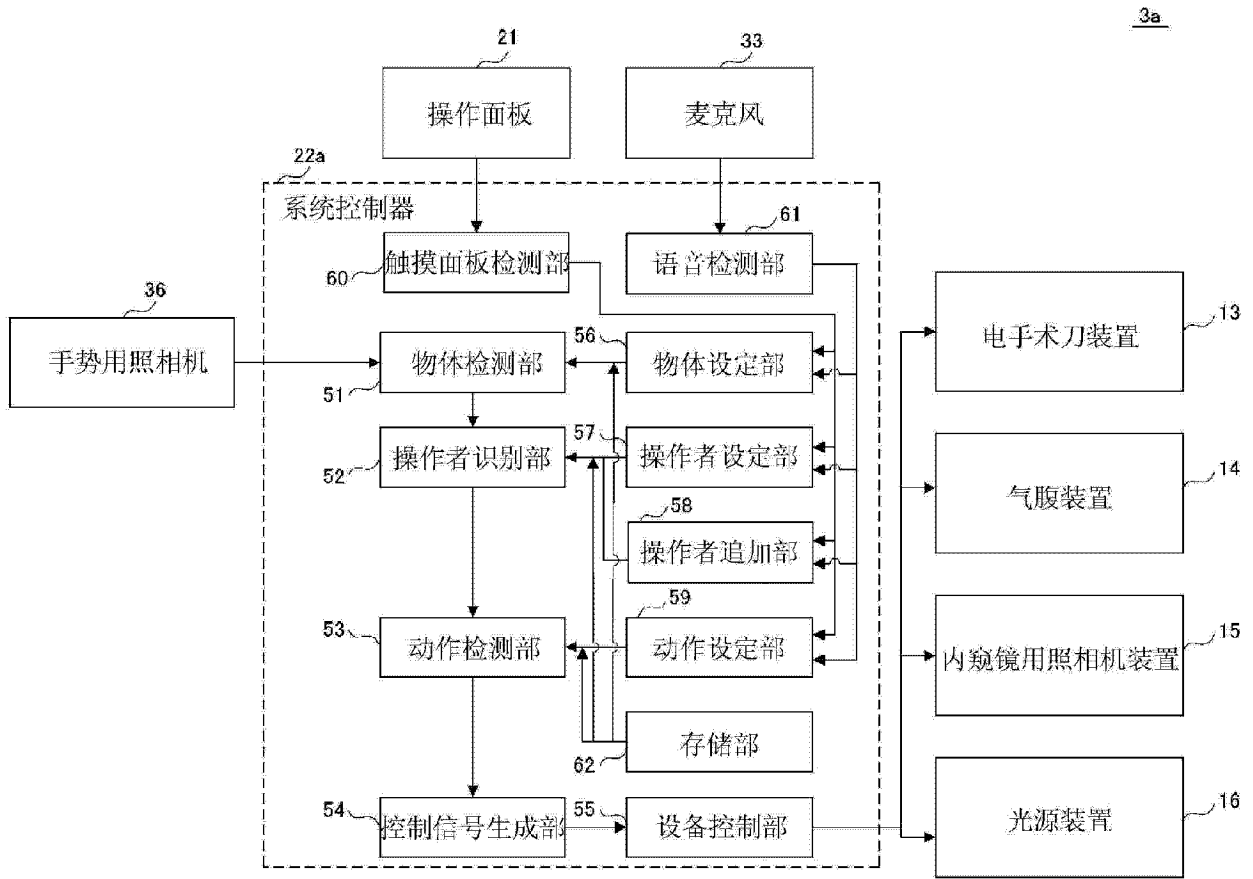 3a
21
33
操作面板
麦克风
22a
系统控制器
61
60
触摸面板检测部
语音检测部
36
手势用照相机
13
电手术刀装置
56
物体检测部
物体设定部
51
57
操作者识别部
操作者设定部
52
14
气腹装置
58
操作者追加部
59
53
动作检测部
动作设定部
15
内窥镜用照相机装置
存储部
62
54
控制信号生成部
55
设备控制部
16
光源装置